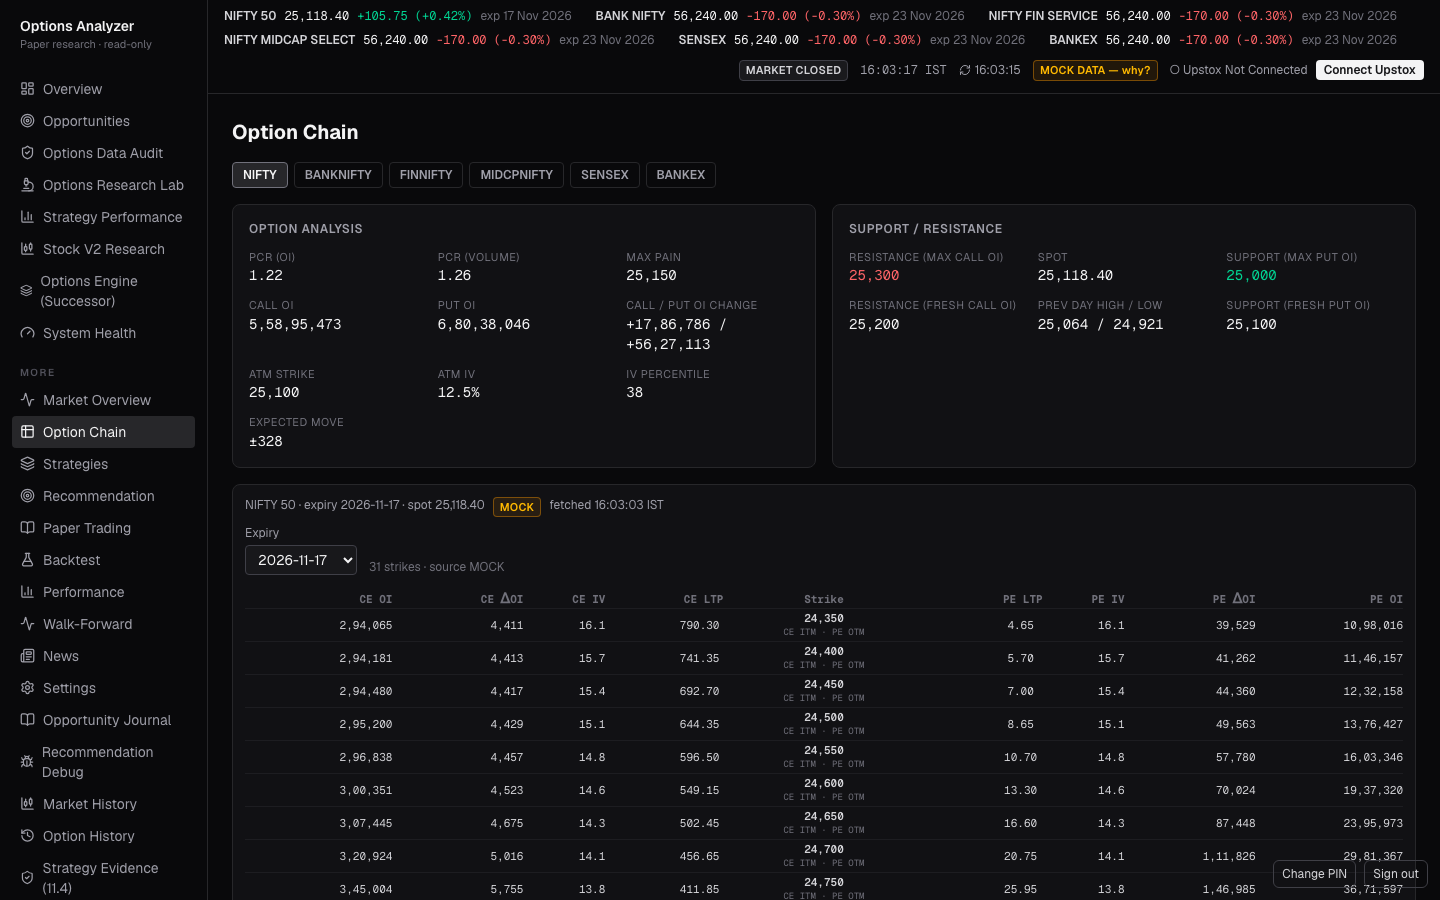 Options Analyzer
Paper research · read-only
Overview
Opportunities
Options Data Audit
Options Research Lab
Strategy Performance
Stock V2 Research
Options Engine
(Successor)
System Health
MORE
Market Overview
Option Chain
Strategies
Recommendation
Paper Trading
Backtest
Performance
Walk-Forward
News
Settings
Opportunity Journal
Recommendation
Debug
Market History
Option History
Strategy Evidence
(11.4)
NIFTY 50 25,118.40 +105.75 (+0.42%) exp 17 Nov 2026 BANK NIFTY 56,240.00 -170.00 (-0.30%) exp 23 Nov 2026 NIFTY FIN SERVICE 56,240.00 -170.00 (-0.30%) exp 23 Nov 2026
NIFTY MIDCAP SELECT 56,240.00 -170.00 (-0.30%) exp 23 Nov 2026 SENSEX 56,240.00 -170.00 (-0.30%) exp 23 Nov 2026 BANKEX 56,240.00 -170.00 (-0.30%) exp 23 Nov 2026
MARKET CLOSED 16:03:17 IST 16:03:15 MOCK DATA — why? Upstox Not Connected Connect Upstox
Option Chain
NIFTY BANKNIFTY FINNIFTY MIDCPNIFTY SENSEX BANKEX
OPTION ANALYSIS
PCR (OI) PCR (VOLUME) MAX PAIN
1.22 1.26 25,150
CALL OI PUT OI CALL / PUT OI CHANGE
5,58,95,473 6,80,38,046 +17,86,786 /
+56,27,113
ATM STRIKE ATM IV IV PERCENTILE
25,100 12.5% 38
EXPECTED MOVE
±328
SUPPORT / RESISTANCE
RESISTANCE (MAX CALL OI) SPOT SUPPORT (MAX PUT OI)
25,300 25,118.40 25,000
RESISTANCE (FRESH CALL OI) PREV DAY HIGH / LOW SUPPORT (FRESH PUT OI)
25,200 25,064 / 24,921 25,100
NIFTY 50 · expiry 2026-11-17 · spot 25,118.40 MOCK fetched 16:03:03 IST
Expiry
2026-11-17 31 strikes · source MOCK
CE OI CE ΔOI CE IV CE LTP Strike PE LTP PE IV PE ΔOI PE OI
2,94,065 4,411 16.1 790.30 24,350 4.65 16.1 39,529 10,98,016
CE ITM · PE OTM
2,94,181 4,413 15.7 741.35 24,400 5.70 15.7 41,262 11,46,157
CE ITM · PE OTM
2,94,480 4,417 15.4 692.70 24,450 7.00 15.4 44,360 12,32,158
CE ITM · PE OTM
2,95,200 4,429 15.1 644.35 24,500 8.65 15.1 49,563 13,76,427
CE ITM · PE OTM
2,96,838 4,457 14.8 596.50 24,550 10.70 14.8 57,780 16,03,346
CE ITM · PE OTM
3,00,351 4,523 14.6 549.15 24,600 13.30 14.6 70,024 19,37,320
CE ITM · PE OTM
3,07,445 4,675 14.3 502.45 24,650 16.60 14.3 87,448 23,95,973
CE ITM · PE OTM
3,20,924 5,016 14.1 456.65 24,700 20.75 14.1 1,11,826 29,81,367
CE ITM · PE OTM
3,45,004 5,755 13.8 411.85 24,750 25.95 13.8 1,46,985 36,71,597
CE ITM · PE OTM
Change PIN Sign out